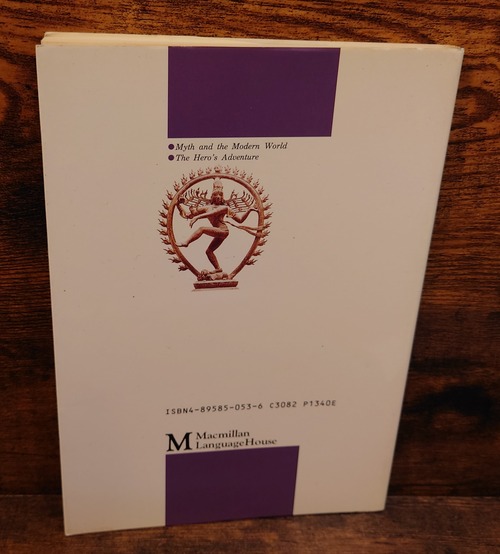 ●Myth and the Modern World
●The Hero's Adventure
ISBN4-89585-053-6 C3082 P1340E
M Macmillan
LanguageHouse